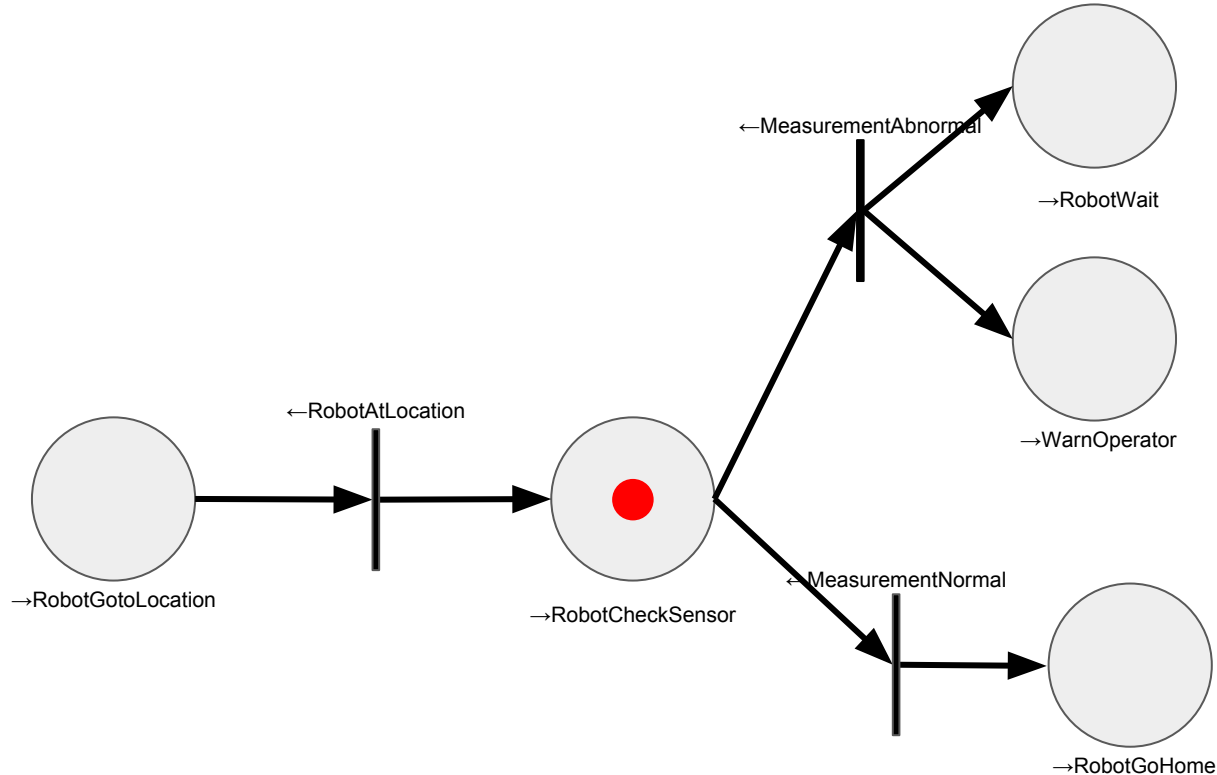 ←MeasurementAbnormal
→RobotWait
←RobotAtLocation
→WarnOperator
→RobotGotoLocation
→RobotCheckSensor
←MeasurementNormal
→RobotGoHome